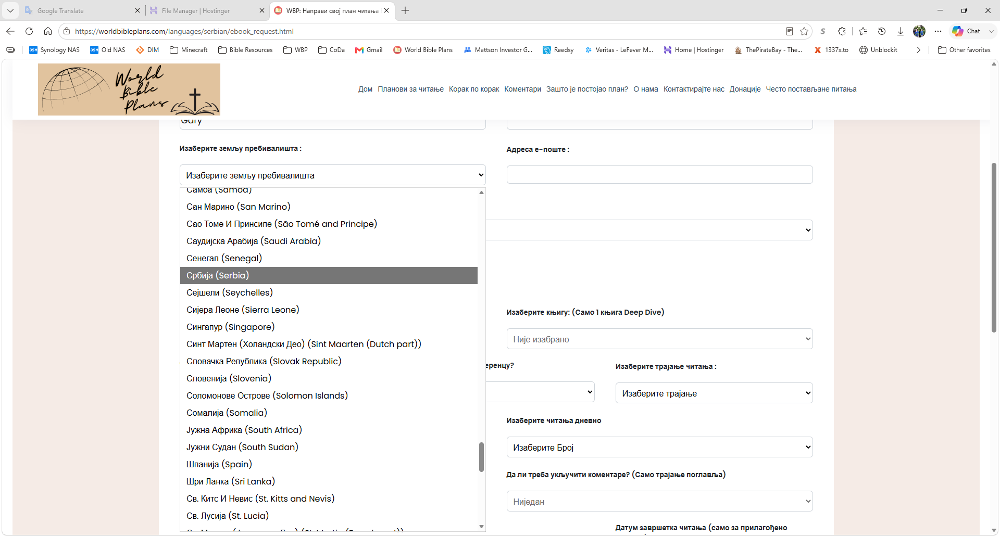 Google Translate
File Manager | Hostinger
WBP: Направи свој план читања
https://worldbibleplans.com/languages/serbian/ebook_request.html
Chat
Synology NAS
Old NAS
DIM
Minecraft
Bible Resources
WBP
CoDa
Gmail
World Bible Plans
Mattson Investor G...
Reedsy
Veritas - LeFever M...
Home | Hostinger
ThePirateBay - The...
1337x.to
Unblockit
Other favorites
World
Bible
Plans
Дом Планови за читање Корак по корак Коментари Зашто је постојао план? О нама Контактирајте нас Донације Често постављане питања
Gary
Изаберите земљу пребивалишта :
Адреса е-поште :
Изаберите земљу пребивалишта
Самоа (Samoa)
Сан Марино (San Marino)
Сао Томе И Принсипе (São Tomé and Principe)
Саудијска Арабија (Saudi Arabia)
Сенегал (Senegal)
Србија (Serbia)
Сејшели (Seychelles)
Сијера Леоне (Sierra Leone)
Сингапур (Singapore)
Синт Мартен (Холандски Део) (Sint Maarten (Dutch part))
Словачка Република (Slovak Republic)
Словенија (Slovenia)
Соломонове Острове (Solomon Islands)
Сомалија (Somalia)
Јужна Африка (South Africa)
Јужни Судан (South Sudan)
Шпанија (Spain)
Шри Ланка (Sri Lanka)
Св. Китс И Невис (St. Kitts and Nevis)
Св. Лусија (St. Lucia)
Изаберите књигу: (Само 1 књига Deep Dive)
Није изабрано
еренцу?
Изаберите трајање читања :
Изаберите трајање
Изаберите читања дневно
Изаберите Број
Да ли треба укључити коментаре? (Само трајање поглавља)
Ниједан
Датум завршетка читања (само за прилагођено